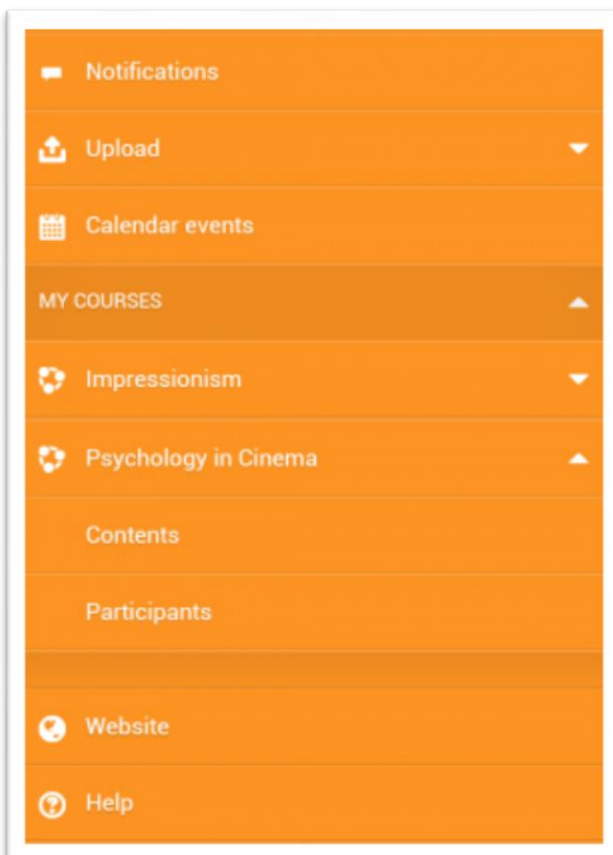 Notifications
Upload
Calendar events
MY COURSES
Impressionism
Psychology in Cinema
Contents
Participants
Website
Help